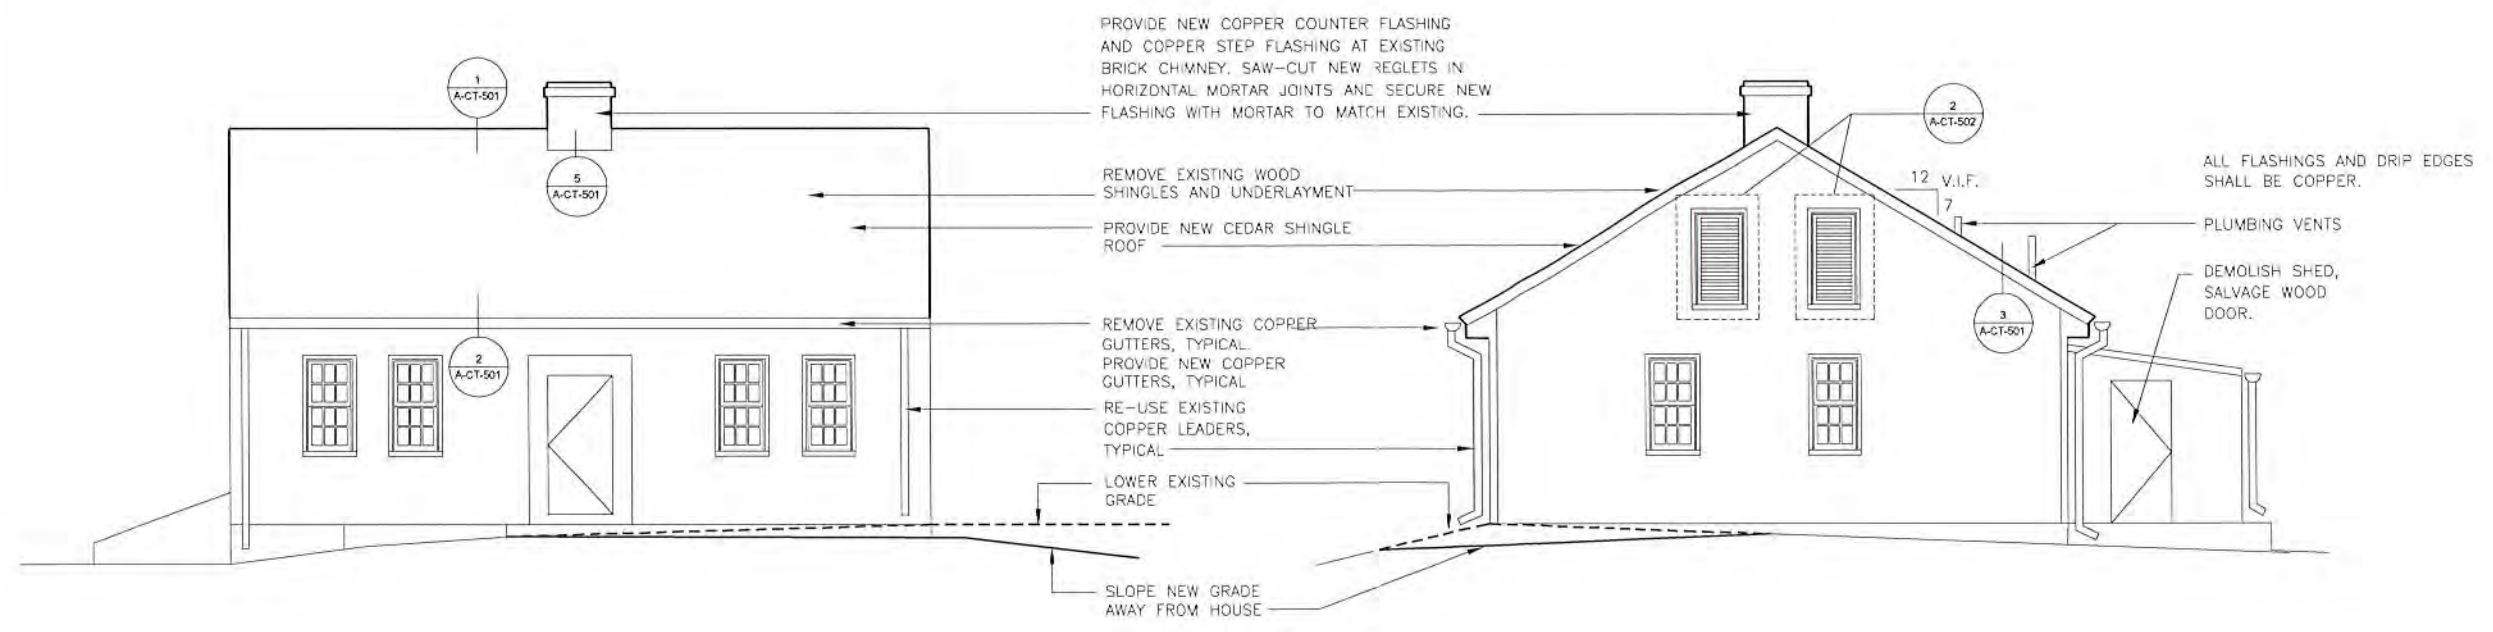 PROVIDE NEW COPPER COUNTER FLASHING
AND COPPER STEP FLASHING AT EXISTING
BRICK CHIMNEY. SAW-CUT NEW REGLETS IN
HORIZONTAL MORTAR JOINTS AND SECURE NEW
FLASHING WITH MORTAR TO MATCH EXISTING.
1
A-CT-501
5
A-CT-501
2
A-CT-502
REMOVE EXISTING WOOD
SHINGLES AND UNDERLAYMENT
12 V.I.F.
7
ALL FLASHINGS AND DRIP EDGES
SHALL BE COPPER.
PROVIDE NEW CEDAR SHINGLE
ROOF
PLUMBING VENTS
DEMOLISH SHED,
SALVAGE WOOD
DOOR.
3
A-CT-501
2
A-CT-501
REMOVE EXISTING COPPER
GUTTERS, TYPICAL.
PROVIDE NEW COPPER
GUTTERS, TYPICAL
RE-USE EXISTING
COPPER LEADERS,
TYPICAL
LOWER EXISTING
GRADE
SLOPE NEW GRADE
AWAY FROM HOUSE